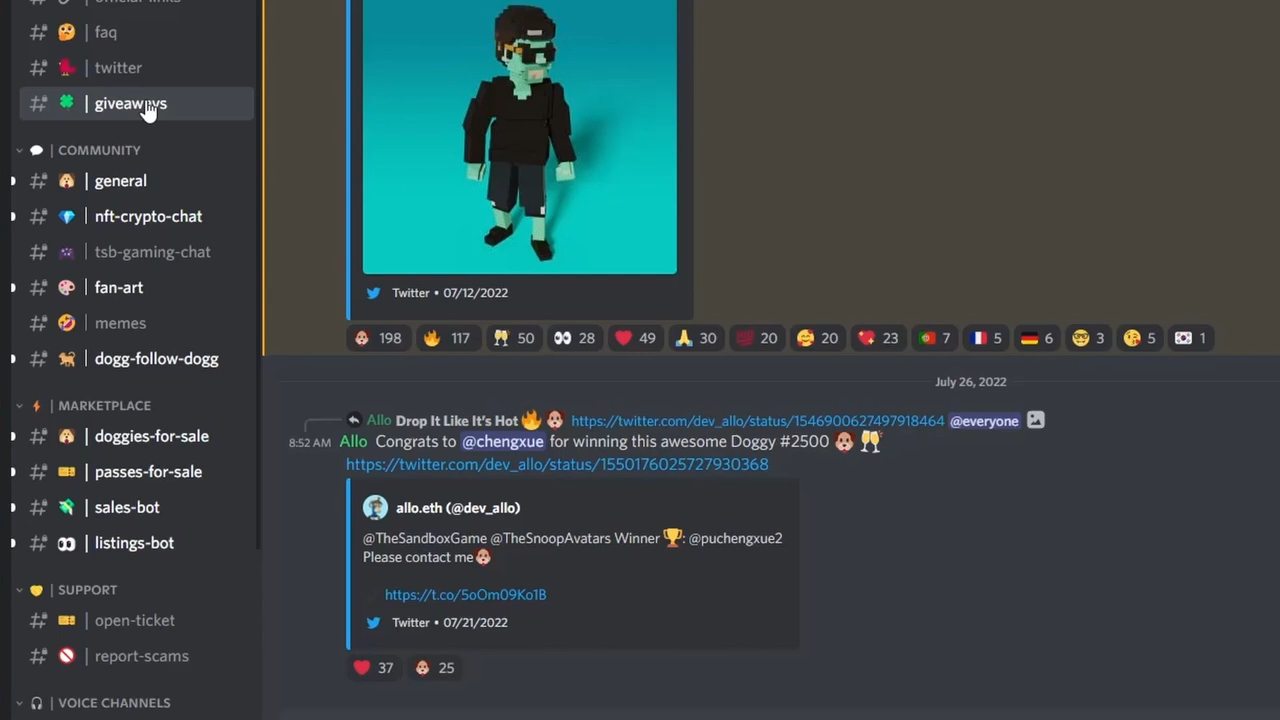 official-links
faq
twitter
giveaways
COMMUNITY
general
nft-crypto-chat
tsb-gaming-chat
fan-art
memes
dogg-follow-dogg
MARKETPLACE
doggies-for-sale
passes-for-sale
sales-bot
listings-bot
SUPPORT
open-ticket
report-scams
VOICE CHANNELS
Twitter • 07/12/2022
198 117 50 28 49 30 20 20 23 7 5 6 3 5 1
July 26, 2022
Allo Drop It Like It's Hot 🔥 🐶 https://twitter.com/dev_allo/status/1546900627497918464 @everyone
8:52 AM Allo Congrats to @chengxue for winning this awesome Doggy #2500 🐶 🥂
https://twitter.com/dev_allo/status/1550176025727930368
allo.eth (@dev_allo)
@TheSandboxGame @TheSnoopAvatars Winner 🏆: @puchengxue2
Please contact me🐶
https://t.co/5oOm09Ko1B
Twitter • 07/21/2022
37 25